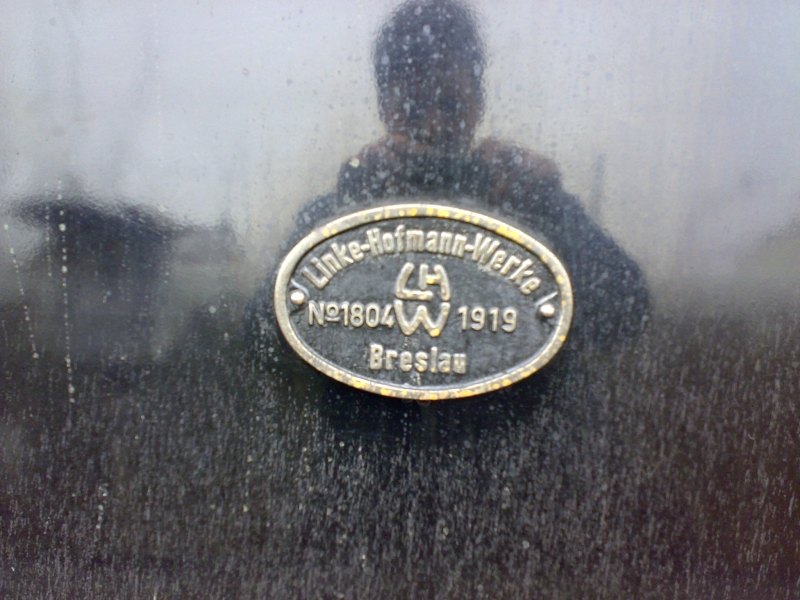 Linke-Hofmann-Werke
LHW
№1804 1919
Breslau